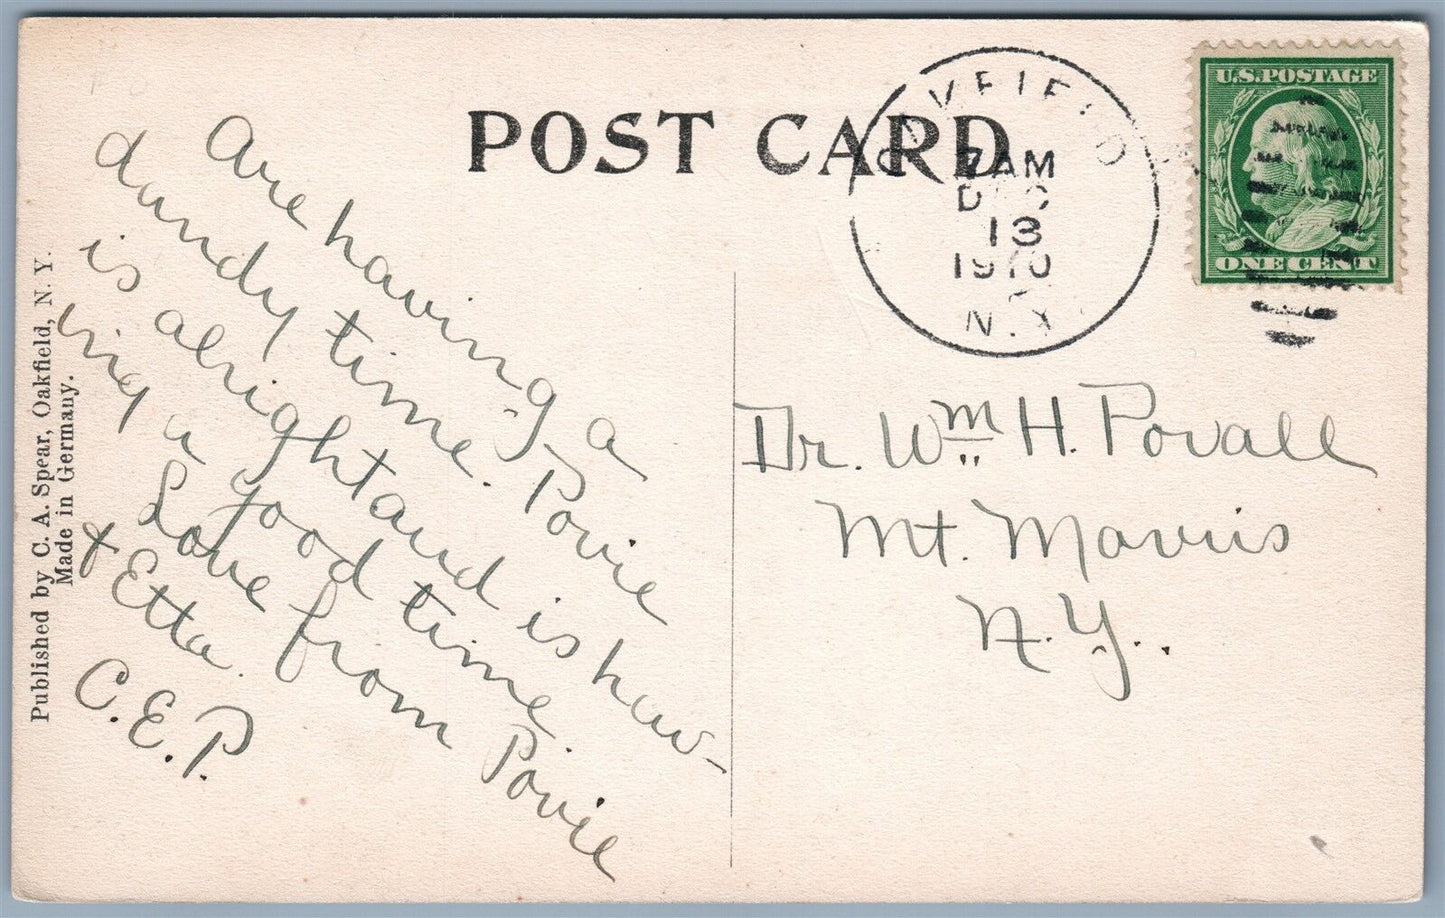 POST CARD
OAKFIELD
7 AM
DEC
13
1910
N.Y.
U.S. POSTAGE
ONE CENT
Are having a
dandy time. Povie
is alright and is hav-
ing a good time
Love from Povie
& Etta.
C.E.P.
Dr. Wm H. Povall
Mt. Morris
N.Y.
Published by C. A. Spear, Oakfield, N. Y.
Made in Germany.